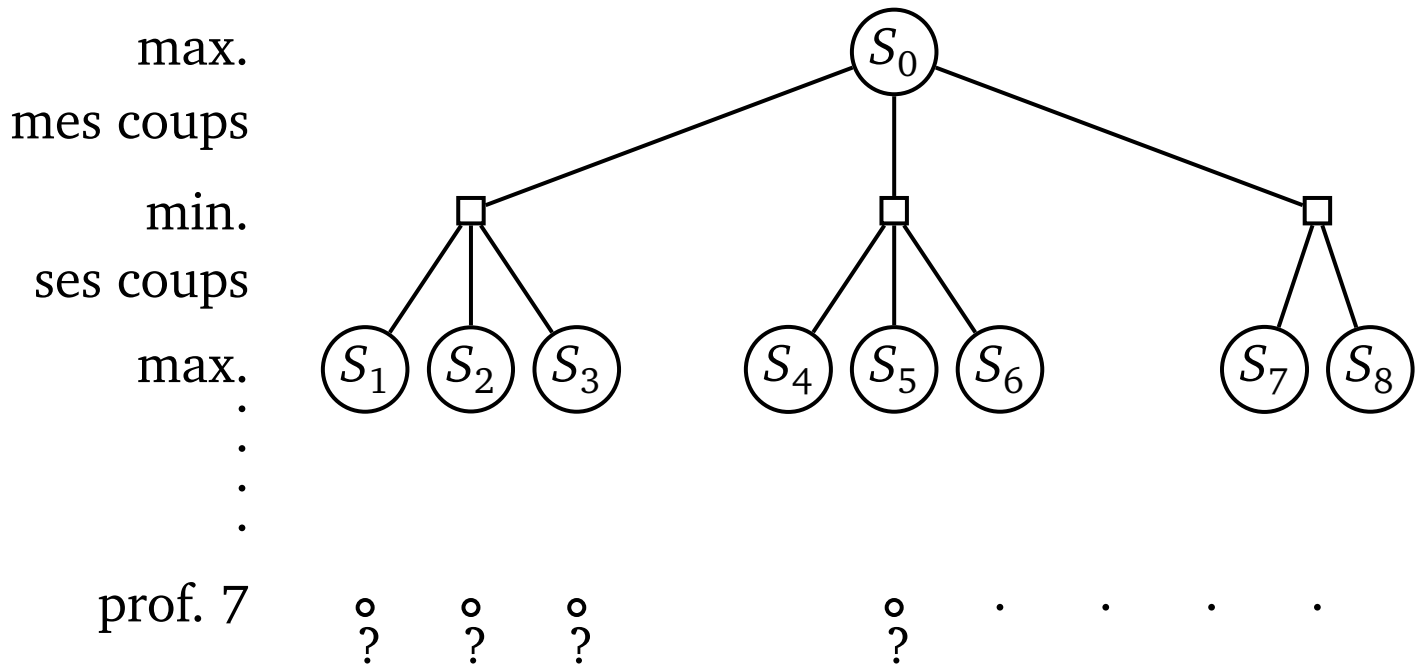 max. S0
mes coups
min.
ses coups
max. S1 S2 S3 S4 S5 S6 S7 S8
.
.
.
.
prof. 7 . . . .
? ? ? ?